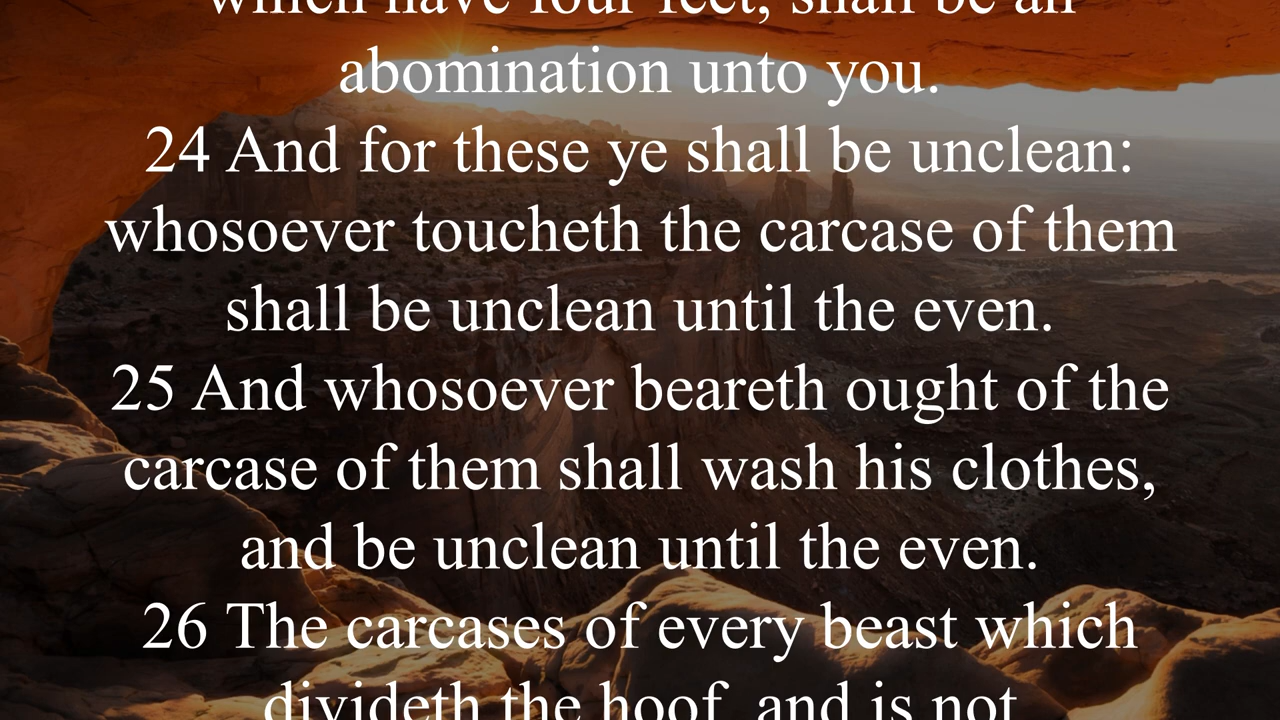 which have four feet, shall be an
abomination unto you.
24 And for these ye shall be unclean:
whosoever toucheth the carcase of them
shall be unclean until the even.
25 And whosoever beareth ought of the
carcase of them shall wash his clothes,
and be unclean until the even.
26 The carcases of every beast which
divideth the hoof, and is not